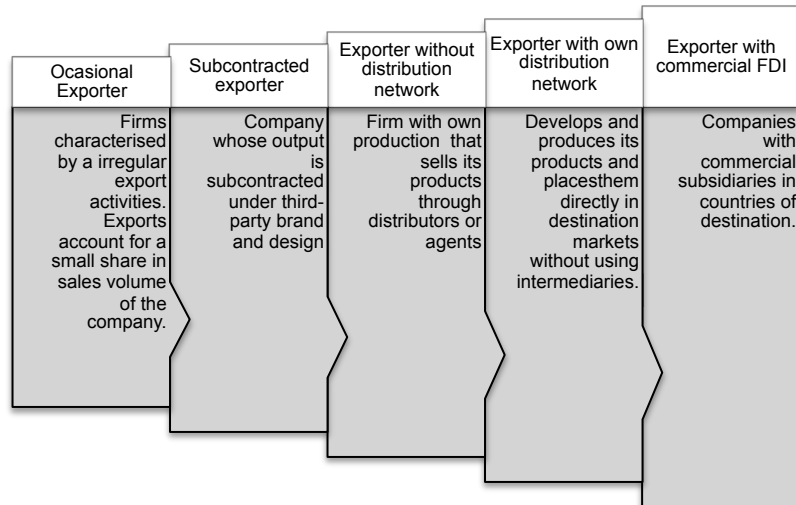 Ocasional
Exporter
Subcontracted
exporter
Exporter without
distribution
network
Exporter with own
distribution
network
Exporter with
commercial FDI
Firms
characterised
by a irregular
export
activities.
Exports
account for a
small share in
sales volume
of the
company.
Company
whose output
is
subcontracted
under third-
party brand
and design
Firm with own
production that
sells its
products
through
distributors or
agents
Develops and
produces its
products and
placesthem
directly in
destination
markets
without using
intermediaries.
Companies
with
commercial
subsidiaries in
countries of
destination.